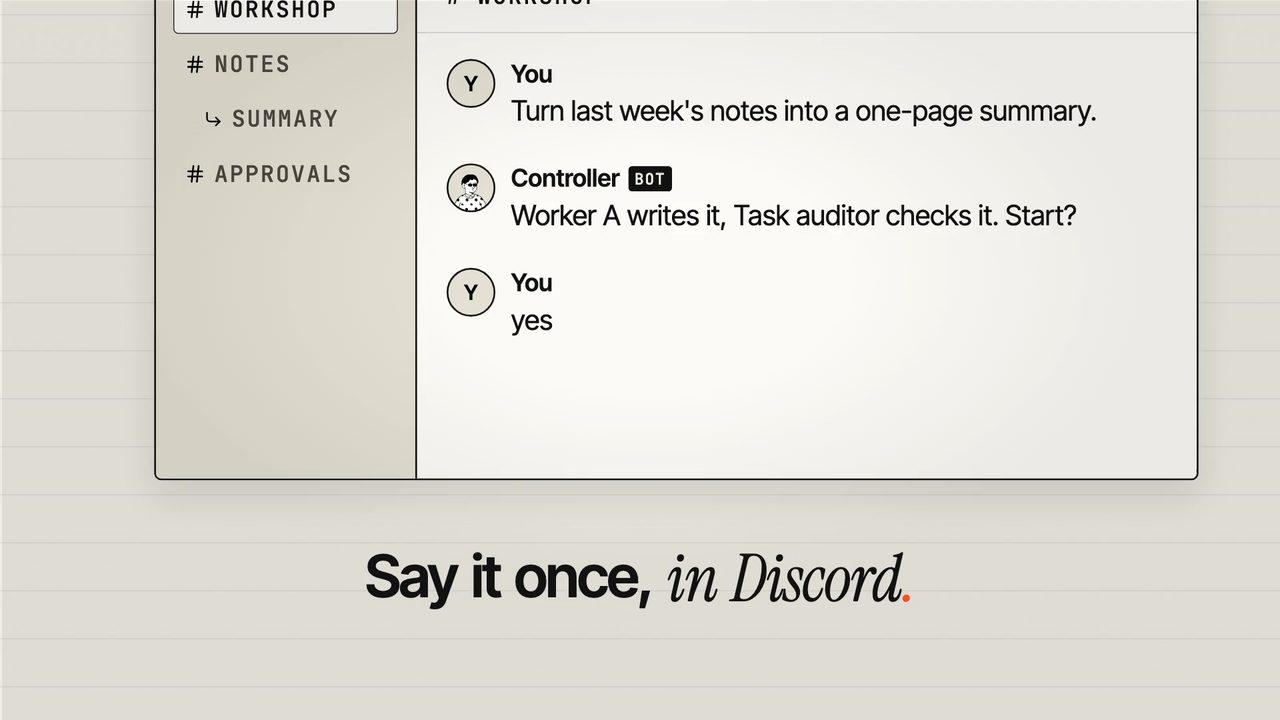 # WORKSHOP
# NOTES
↳ SUMMARY
# APPROVALS
# WORKSHOP
Y
You
Turn last week's notes into a one-page summary.
Controller BOT
Worker A writes it, Task auditor checks it. Start?
Y
You
yes
Say it once, in Discord.